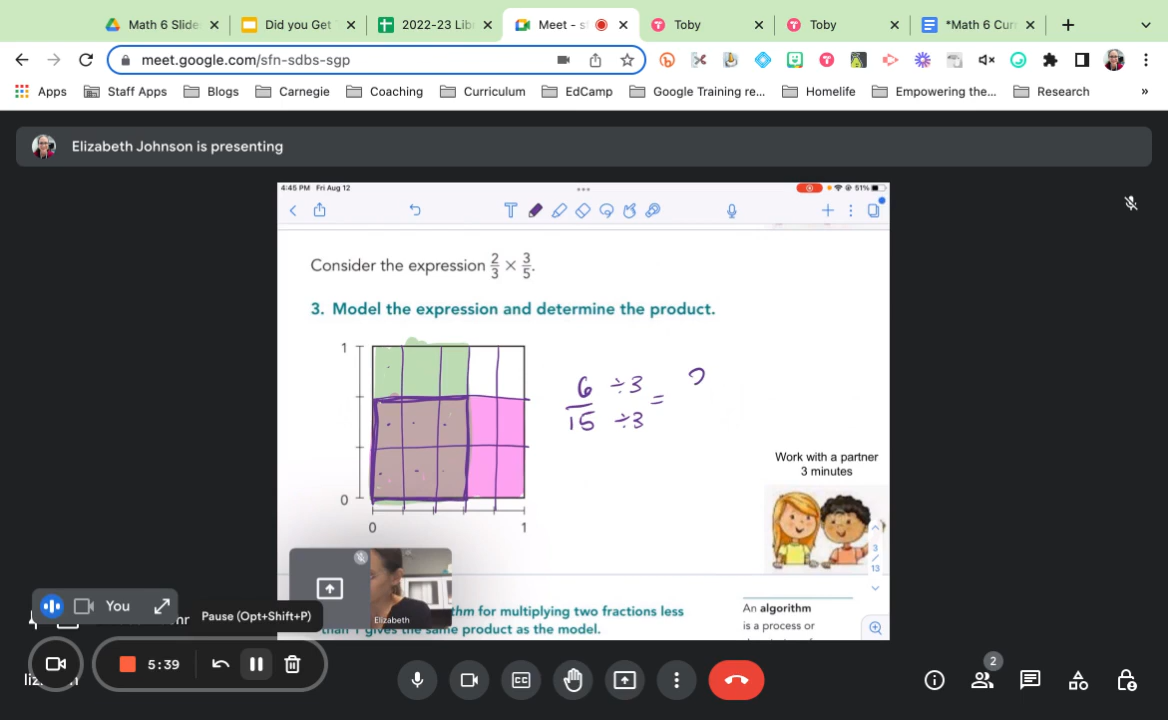 Math 6 Slide
Did you Get
2022-23 Lib
Meet - s
Toby
Toby
*Math 6 Cur
meet.google.com/sfn-sdbs-sgp
Apps
Staff Apps
Blogs
Carnegie
Coaching
Curriculum
EdCamp
Google Training re...
Homelife
Empowering the...
Research
»
Elizabeth Johnson is presenting
4:45 PM Fri Aug 12
51%
Consider the expression 2/3 × 3/5.
3. Model the expression and determine the product.
1
0
0
1
6 ÷3
=
15 ÷3
Work with a partner
3 minutes
3
/
13
thm for multiplying two fractions less
than 1 gives the same product as the model.
An algorithm
is a process or
Elizabeth
You
Pause (Opt+Shift+P)
5:39
CC
2